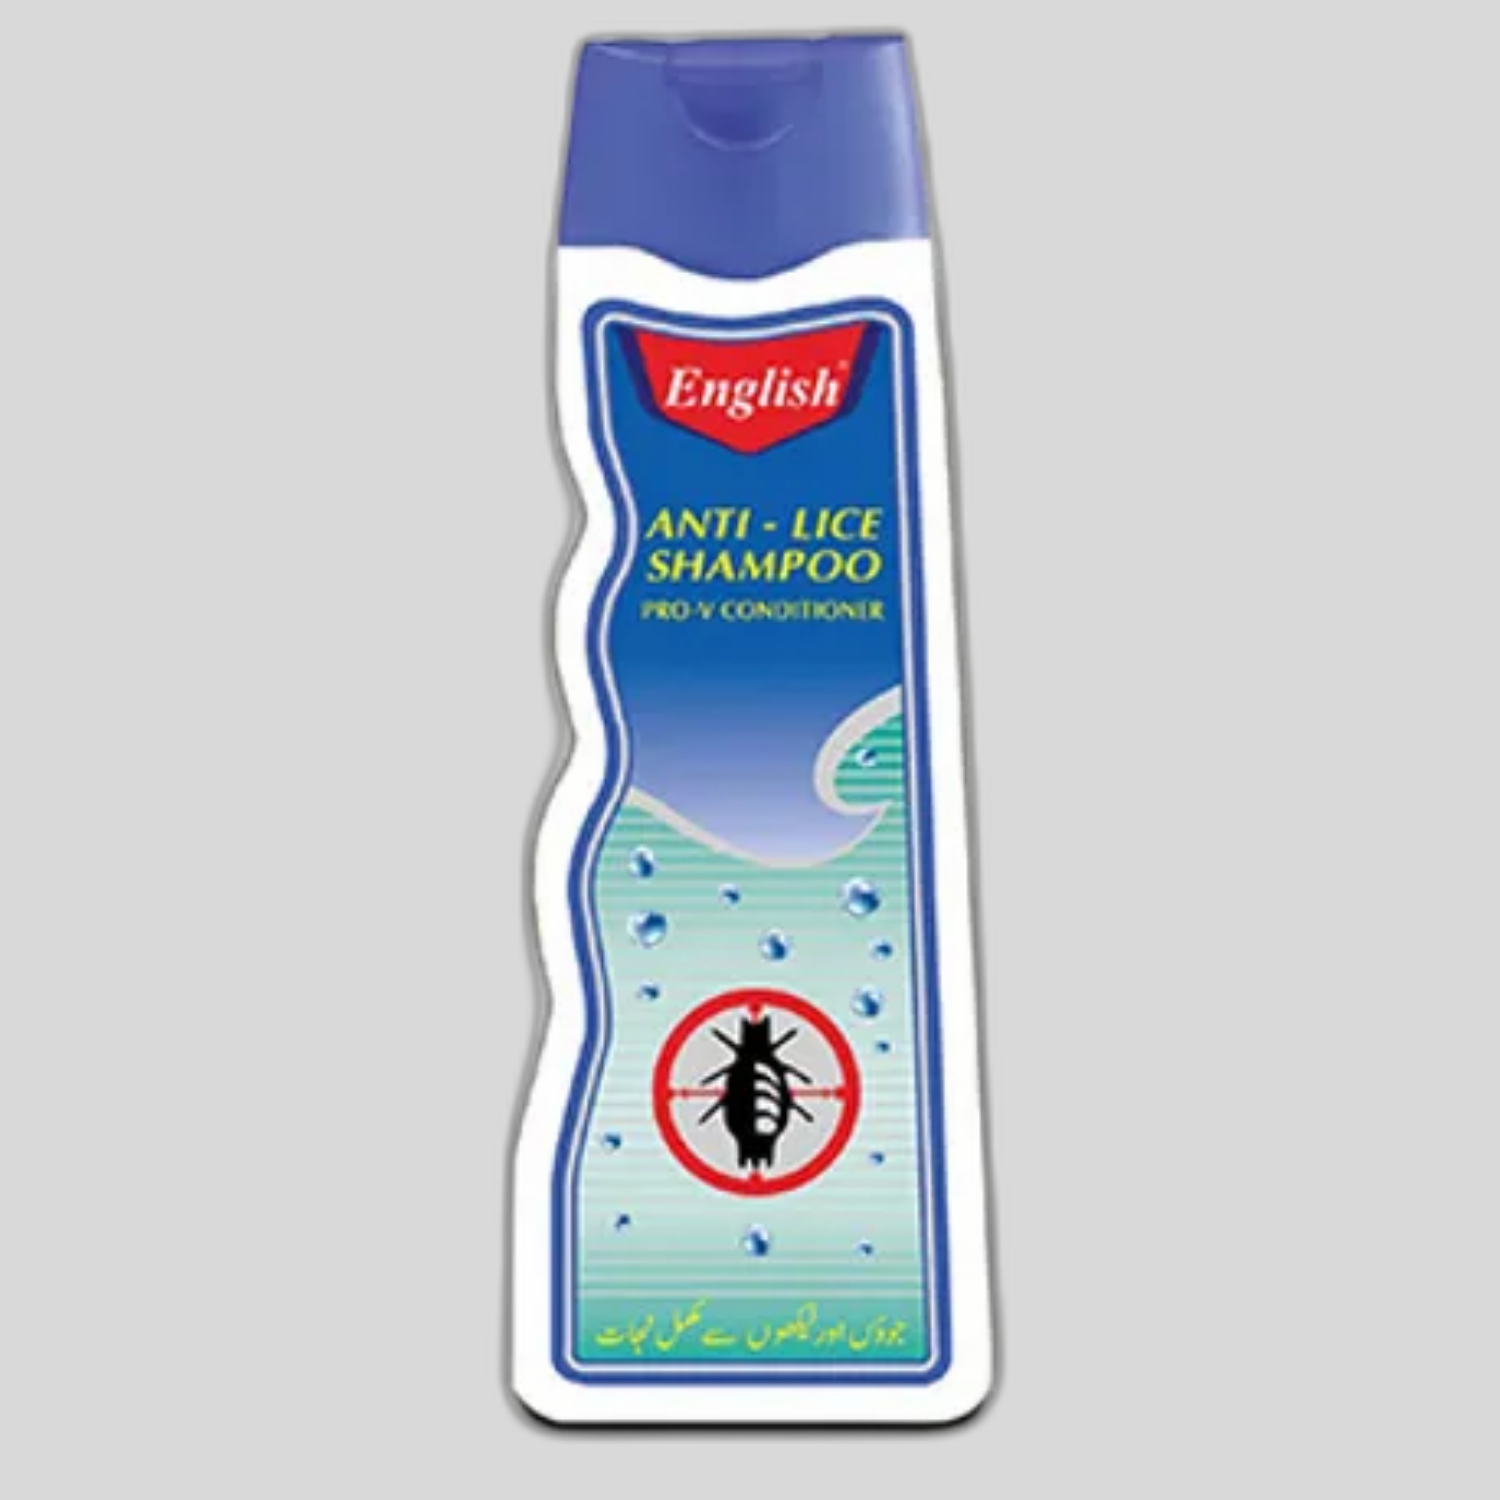 English
ANTI - LICE
SHAMPOO
PRO-V CONDITIONER
جوؤں اور لیکھوں سے مکمل نجات